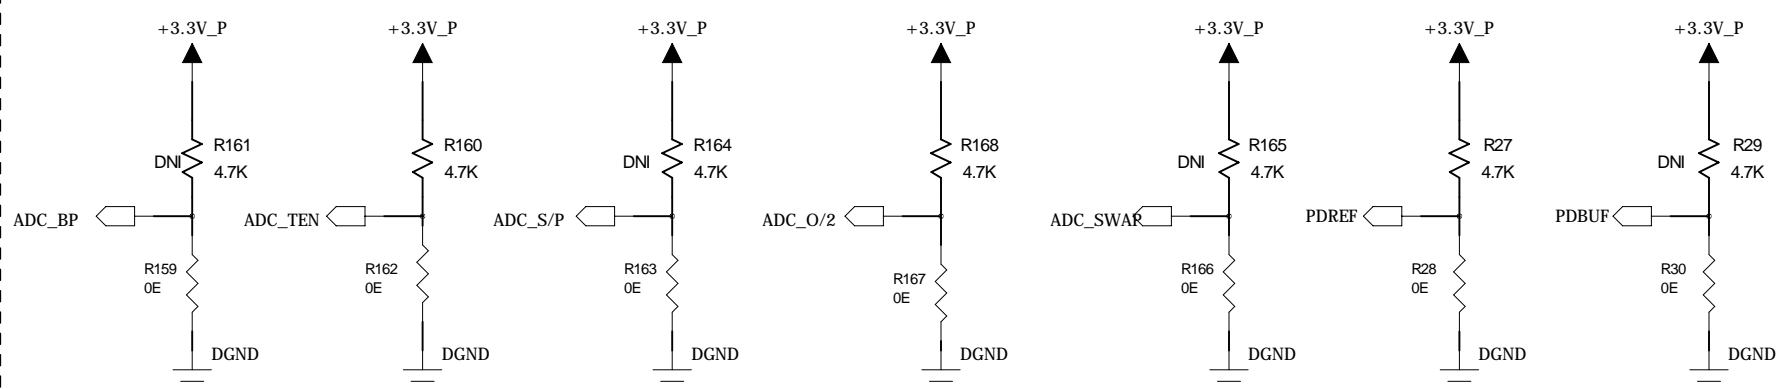 +3.3V_P +3.3V_P +3.3V_P +3.3V_P +3.3V_P +3.3V_P +3.3V_P
R161 R160 R164 R168 R165 R27 R29
DNI DNI DNI DNI
4.7K 4.7K 4.7K 4.7K 4.7K 4.7K 4.7K
ADC_BP ADC_TEN ADC_S/P ADC_O/2 ADC_SWAP PDREF PDBUF
R159 R162 R163 R167 R166 R28 R30
0E 0E 0E 0E 0E 0E 0E
DGND DGND DGND DGND DGND DGND DGND